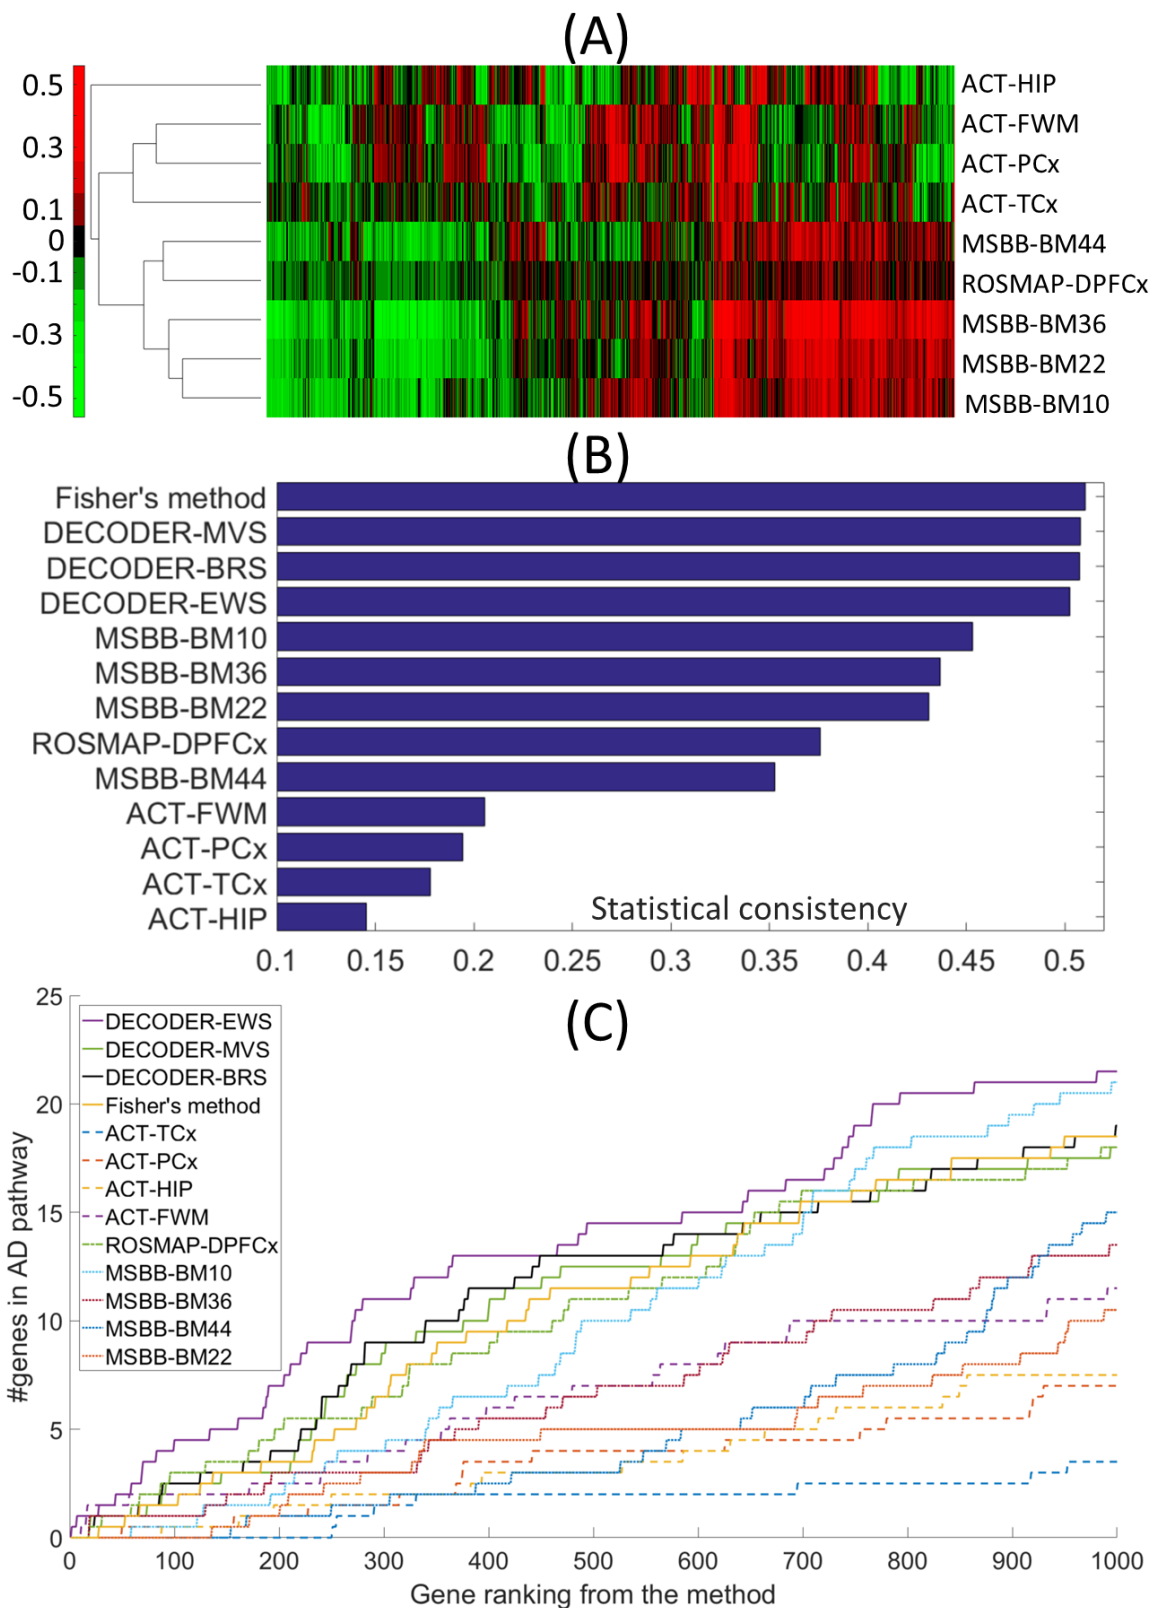 (A)
0.5
0.3
0.1
0
-0.1
-0.3
-0.5
ACT-HIP
ACT-FWM
ACT-PCx
ACT-TCx
MSBB-BM44
ROSMAP-DPFCx
MSBB-BM36
MSBB-BM22
MSBB-BM10
(B)
Fisher's method
DECODER-MVS
DECODER-BRS
DECODER-EWS
MSBB-BM10
MSBB-BM36
MSBB-BM22
ROSMAP-DPFCx
MSBB-BM44
ACT-FWM
ACT-PCx
ACT-TCx
ACT-HIP
Statistical consistency
0.1 0.15 0.2 0.25 0.3 0.35 0.4 0.45 0.5
(C)
#genes in AD pathway
25
20
15
10
5
0
DECODER-EWS
DECODER-MVS
DECODER-BRS
Fisher's method
ACT-TCx
ACT-PCx
ACT-HIP
ACT-FWM
ROSMAP-DPFCx
MSBB-BM10
MSBB-BM36
MSBB-BM44
MSBB-BM22
0 100 200 300 400 500 600 700 800 900 1000
Gene ranking from the method